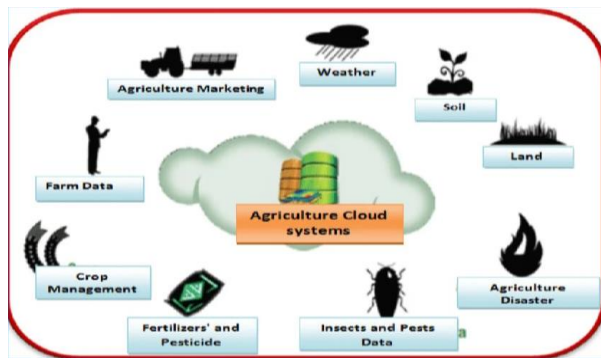 Weather
Agriculture Marketing
Soil
Land
Farm Data
Agriculture Cloud
systems
Crop
Management
Agriculture
Disaster
Fertilizers' and
Pesticide
Insects and Pests
Data